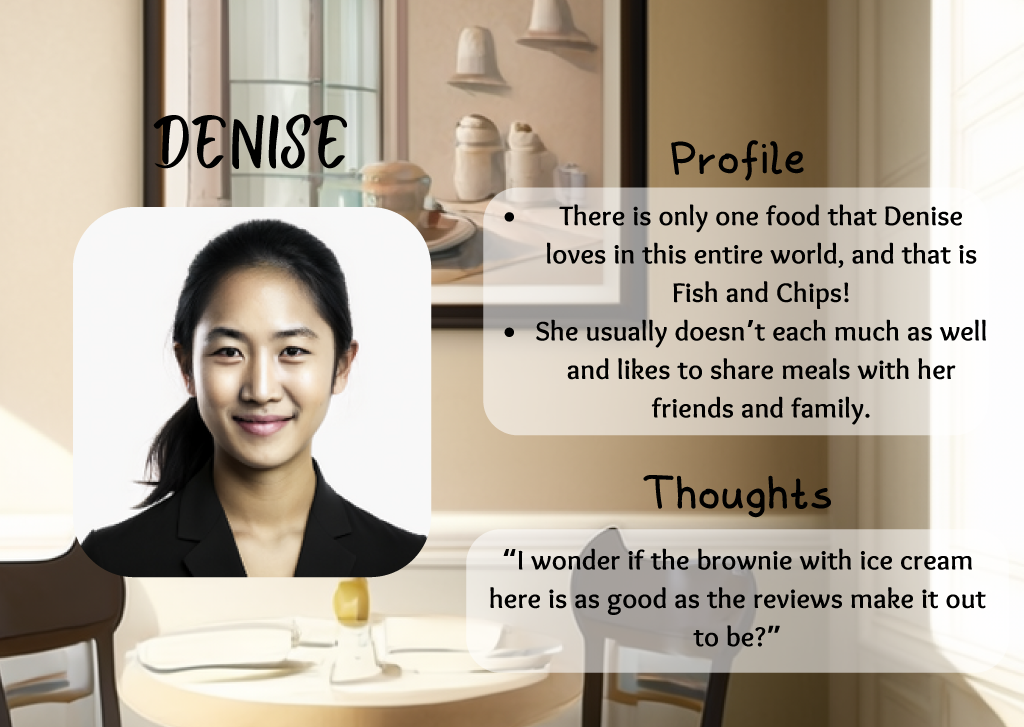 DENISE
Profile
• There is only one food that Denise
loves in this entire world, and that is
Fish and Chips!
• She usually doesn’t each much as well
and likes to share meals with her
friends and family.
Thoughts
“I wonder if the brownie with ice cream
here is as good as the reviews make it out
to be?”